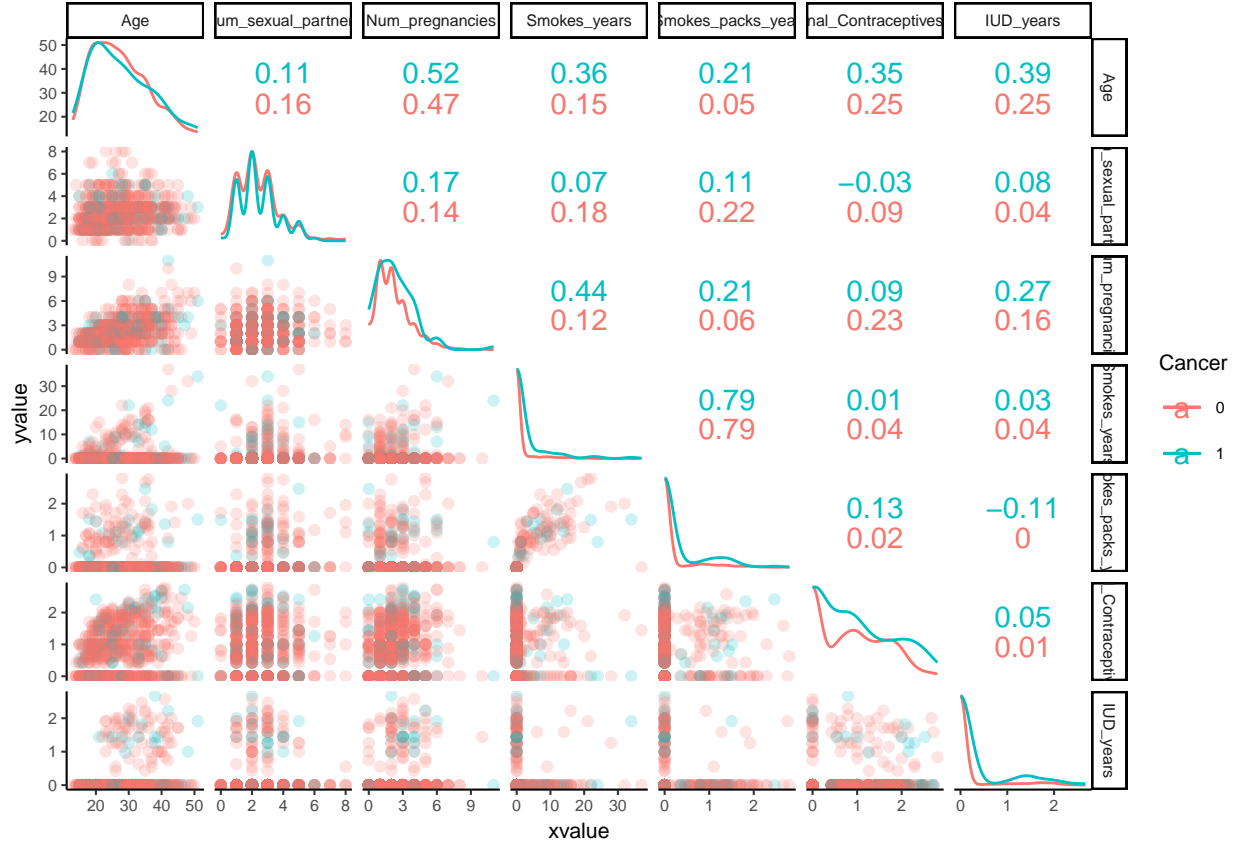 Age um_sexual_partner Num_pregnancies Smokes_years Smokes_packs_yea nal_Contraceptives IUD_years
50
40
30
20
0.11 0.52 0.36 0.21 0.35 0.39
0.16 0.47 0.15 0.05 0.25 0.25
Age
8
6
4
2
0
0.17 0.07 0.11 −0.03 0.08
0.14 0.18 0.22 0.09 0.04
_sexual_part
9
6
3
0
0.44 0.21 0.09 0.27
0.12 0.06 0.23 0.16
um_pregnanci
30
20
10
0
0.79 0.01 0.03
0.79 0.04 0.04
Smokes_years
2
1
0
0.13 −0.11
0.02 0
okes_packs_y
2
1
0
0.05
0.01
_Contraceptiv
2
1
0
IUD_years
20 30 40 50 0 2 4 6 8 0 3 6 9 0 10 20 30 0 1 2 0 1 2 0 1 2
xvalue
yvalue
Cancer
a 0
a 1